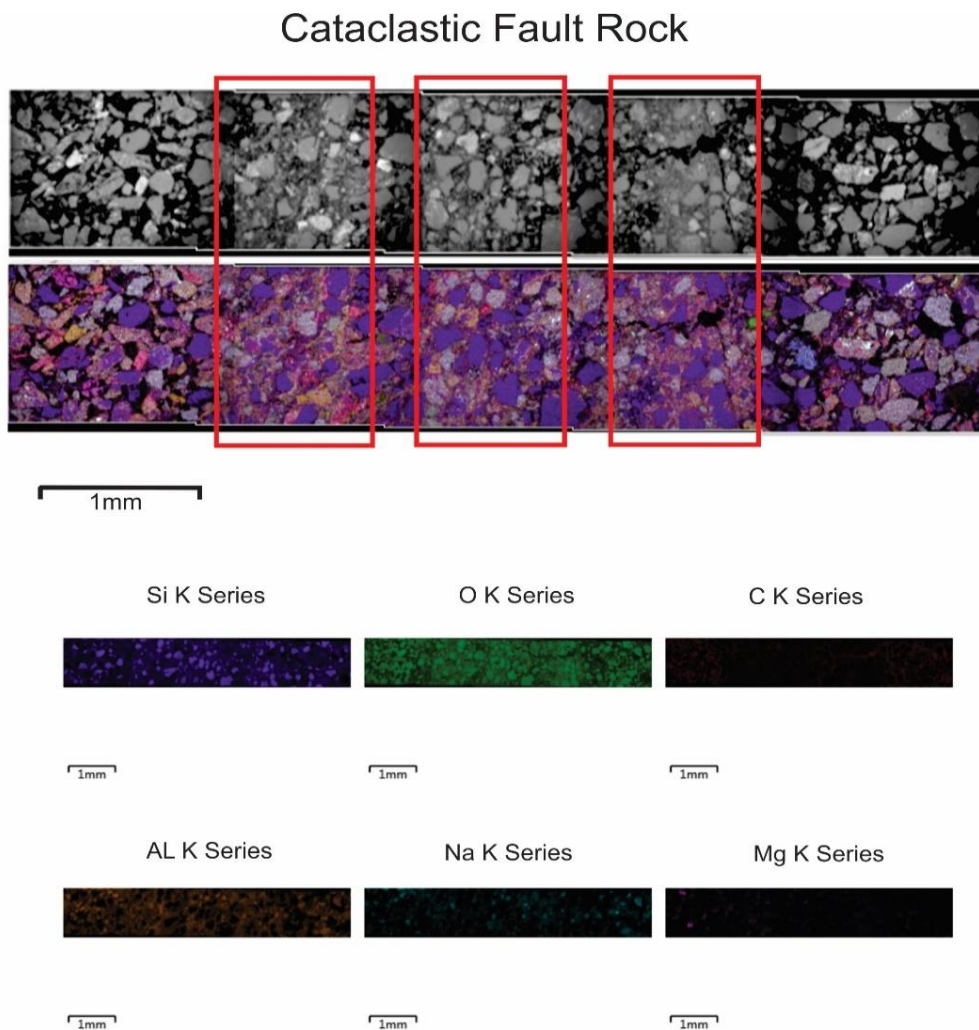 Cataclastic Fault Rock
1mm
Si K Series
O K Series
C K Series
1mm
1mm
1mm
AL K Series
Na K Series
Mg K Series
1mm
1mm
1mm